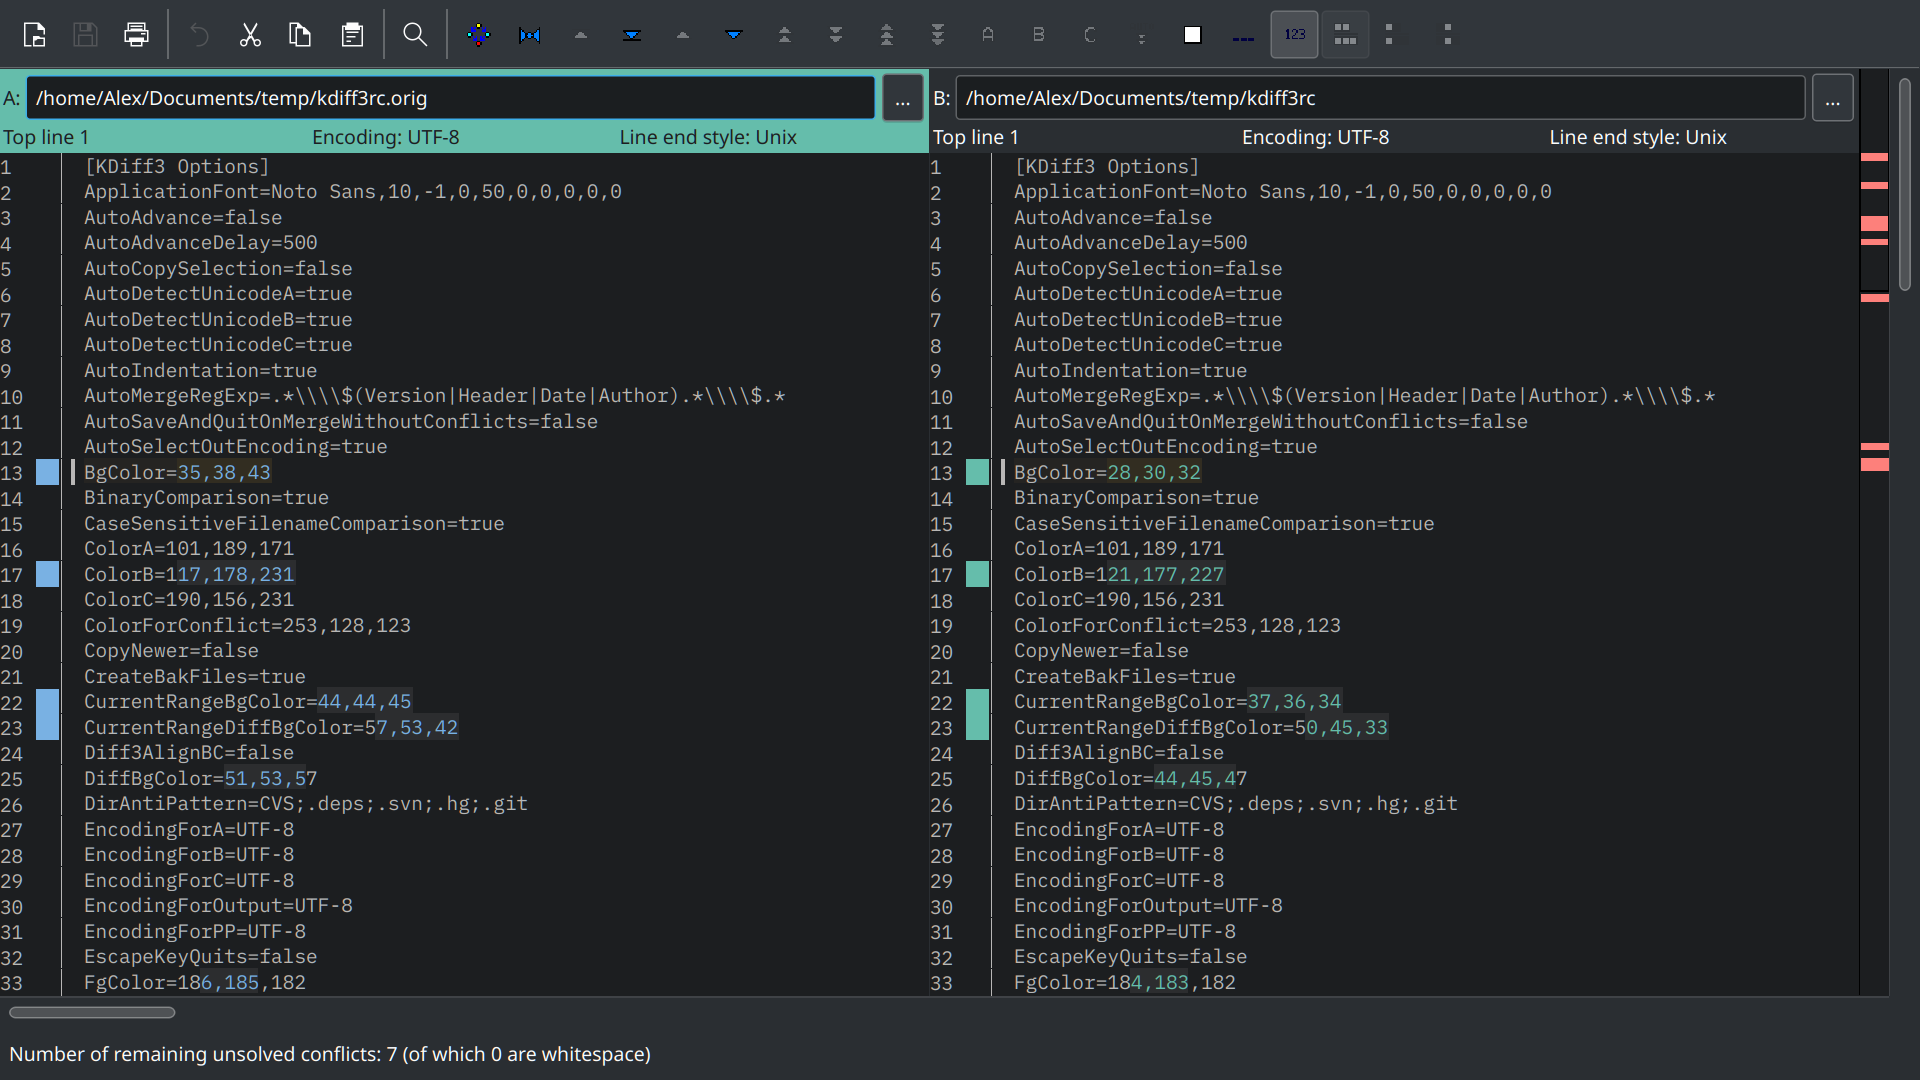 A B C 123
A: /home/Alex/Documents/temp/kdiff3rc.orig ...
Top line 1 Encoding: UTF-8 Line end style: Unix
1 [KDiff3 Options]
2 ApplicationFont=Noto Sans,10,-1,0,50,0,0,0,0,0
3 AutoAdvance=false
4 AutoAdvanceDelay=500
5 AutoCopySelection=false
6 AutoDetectUnicodeA=true
7 AutoDetectUnicodeB=true
8 AutoDetectUnicodeC=true
9 AutoIndentation=true
10 AutoMergeRegExp=.*\\\\$(Version|Header|Date|Author).*\\\\$.*
11 AutoSaveAndQuitOnMergeWithoutConflicts=false
12 AutoSelectOutEncoding=true
13 BgColor=35,38,43
14 BinaryComparison=true
15 CaseSensitiveFilenameComparison=true
16 ColorA=101,189,171
17 ColorB=117,178,231
18 ColorC=190,156,231
19 ColorForConflict=253,128,123
20 CopyNewer=false
21 CreateBakFiles=true
22 CurrentRangeBgColor=44,44,45
23 CurrentRangeDiffBgColor=57,53,42
24 Diff3AlignBC=false
25 DiffBgColor=51,53,57
26 DirAntiPattern=CVS;.deps;.svn;.hg;.git
27 EncodingForA=UTF-8
28 EncodingForB=UTF-8
29 EncodingForC=UTF-8
30 EncodingForOutput=UTF-8
31 EncodingForPP=UTF-8
32 EscapeKeyQuits=false
33 FgColor=186,185,182
B: /home/Alex/Documents/temp/kdiff3rc ...
Top line 1 Encoding: UTF-8 Line end style: Unix
1 [KDiff3 Options]
2 ApplicationFont=Noto Sans,10,-1,0,50,0,0,0,0,0
3 AutoAdvance=false
4 AutoAdvanceDelay=500
5 AutoCopySelection=false
6 AutoDetectUnicodeA=true
7 AutoDetectUnicodeB=true
8 AutoDetectUnicodeC=true
9 AutoIndentation=true
10 AutoMergeRegExp=.*\\\\$(Version|Header|Date|Author).*\\\\$.*
11 AutoSaveAndQuitOnMergeWithoutConflicts=false
12 AutoSelectOutEncoding=true
13 BgColor=28,30,32
14 BinaryComparison=true
15 CaseSensitiveFilenameComparison=true
16 ColorA=101,189,171
17 ColorB=121,177,227
18 ColorC=190,156,231
19 ColorForConflict=253,128,123
20 CopyNewer=false
21 CreateBakFiles=true
22 CurrentRangeBgColor=37,36,34
23 CurrentRangeDiffBgColor=50,45,33
24 Diff3AlignBC=false
25 DiffBgColor=44,45,47
26 DirAntiPattern=CVS;.deps;.svn;.hg;.git
27 EncodingForA=UTF-8
28 EncodingForB=UTF-8
29 EncodingForC=UTF-8
30 EncodingForOutput=UTF-8
31 EncodingForPP=UTF-8
32 EscapeKeyQuits=false
33 FgColor=184,183,182
Number of remaining unsolved conflicts: 7 (of which 0 are whitespace)